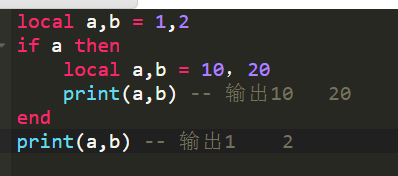 local a,b = 1,2
if a then
    local a,b = 10，20
    print(a,b) -- 输出10   20
end
print(a,b) -- 输出1    2